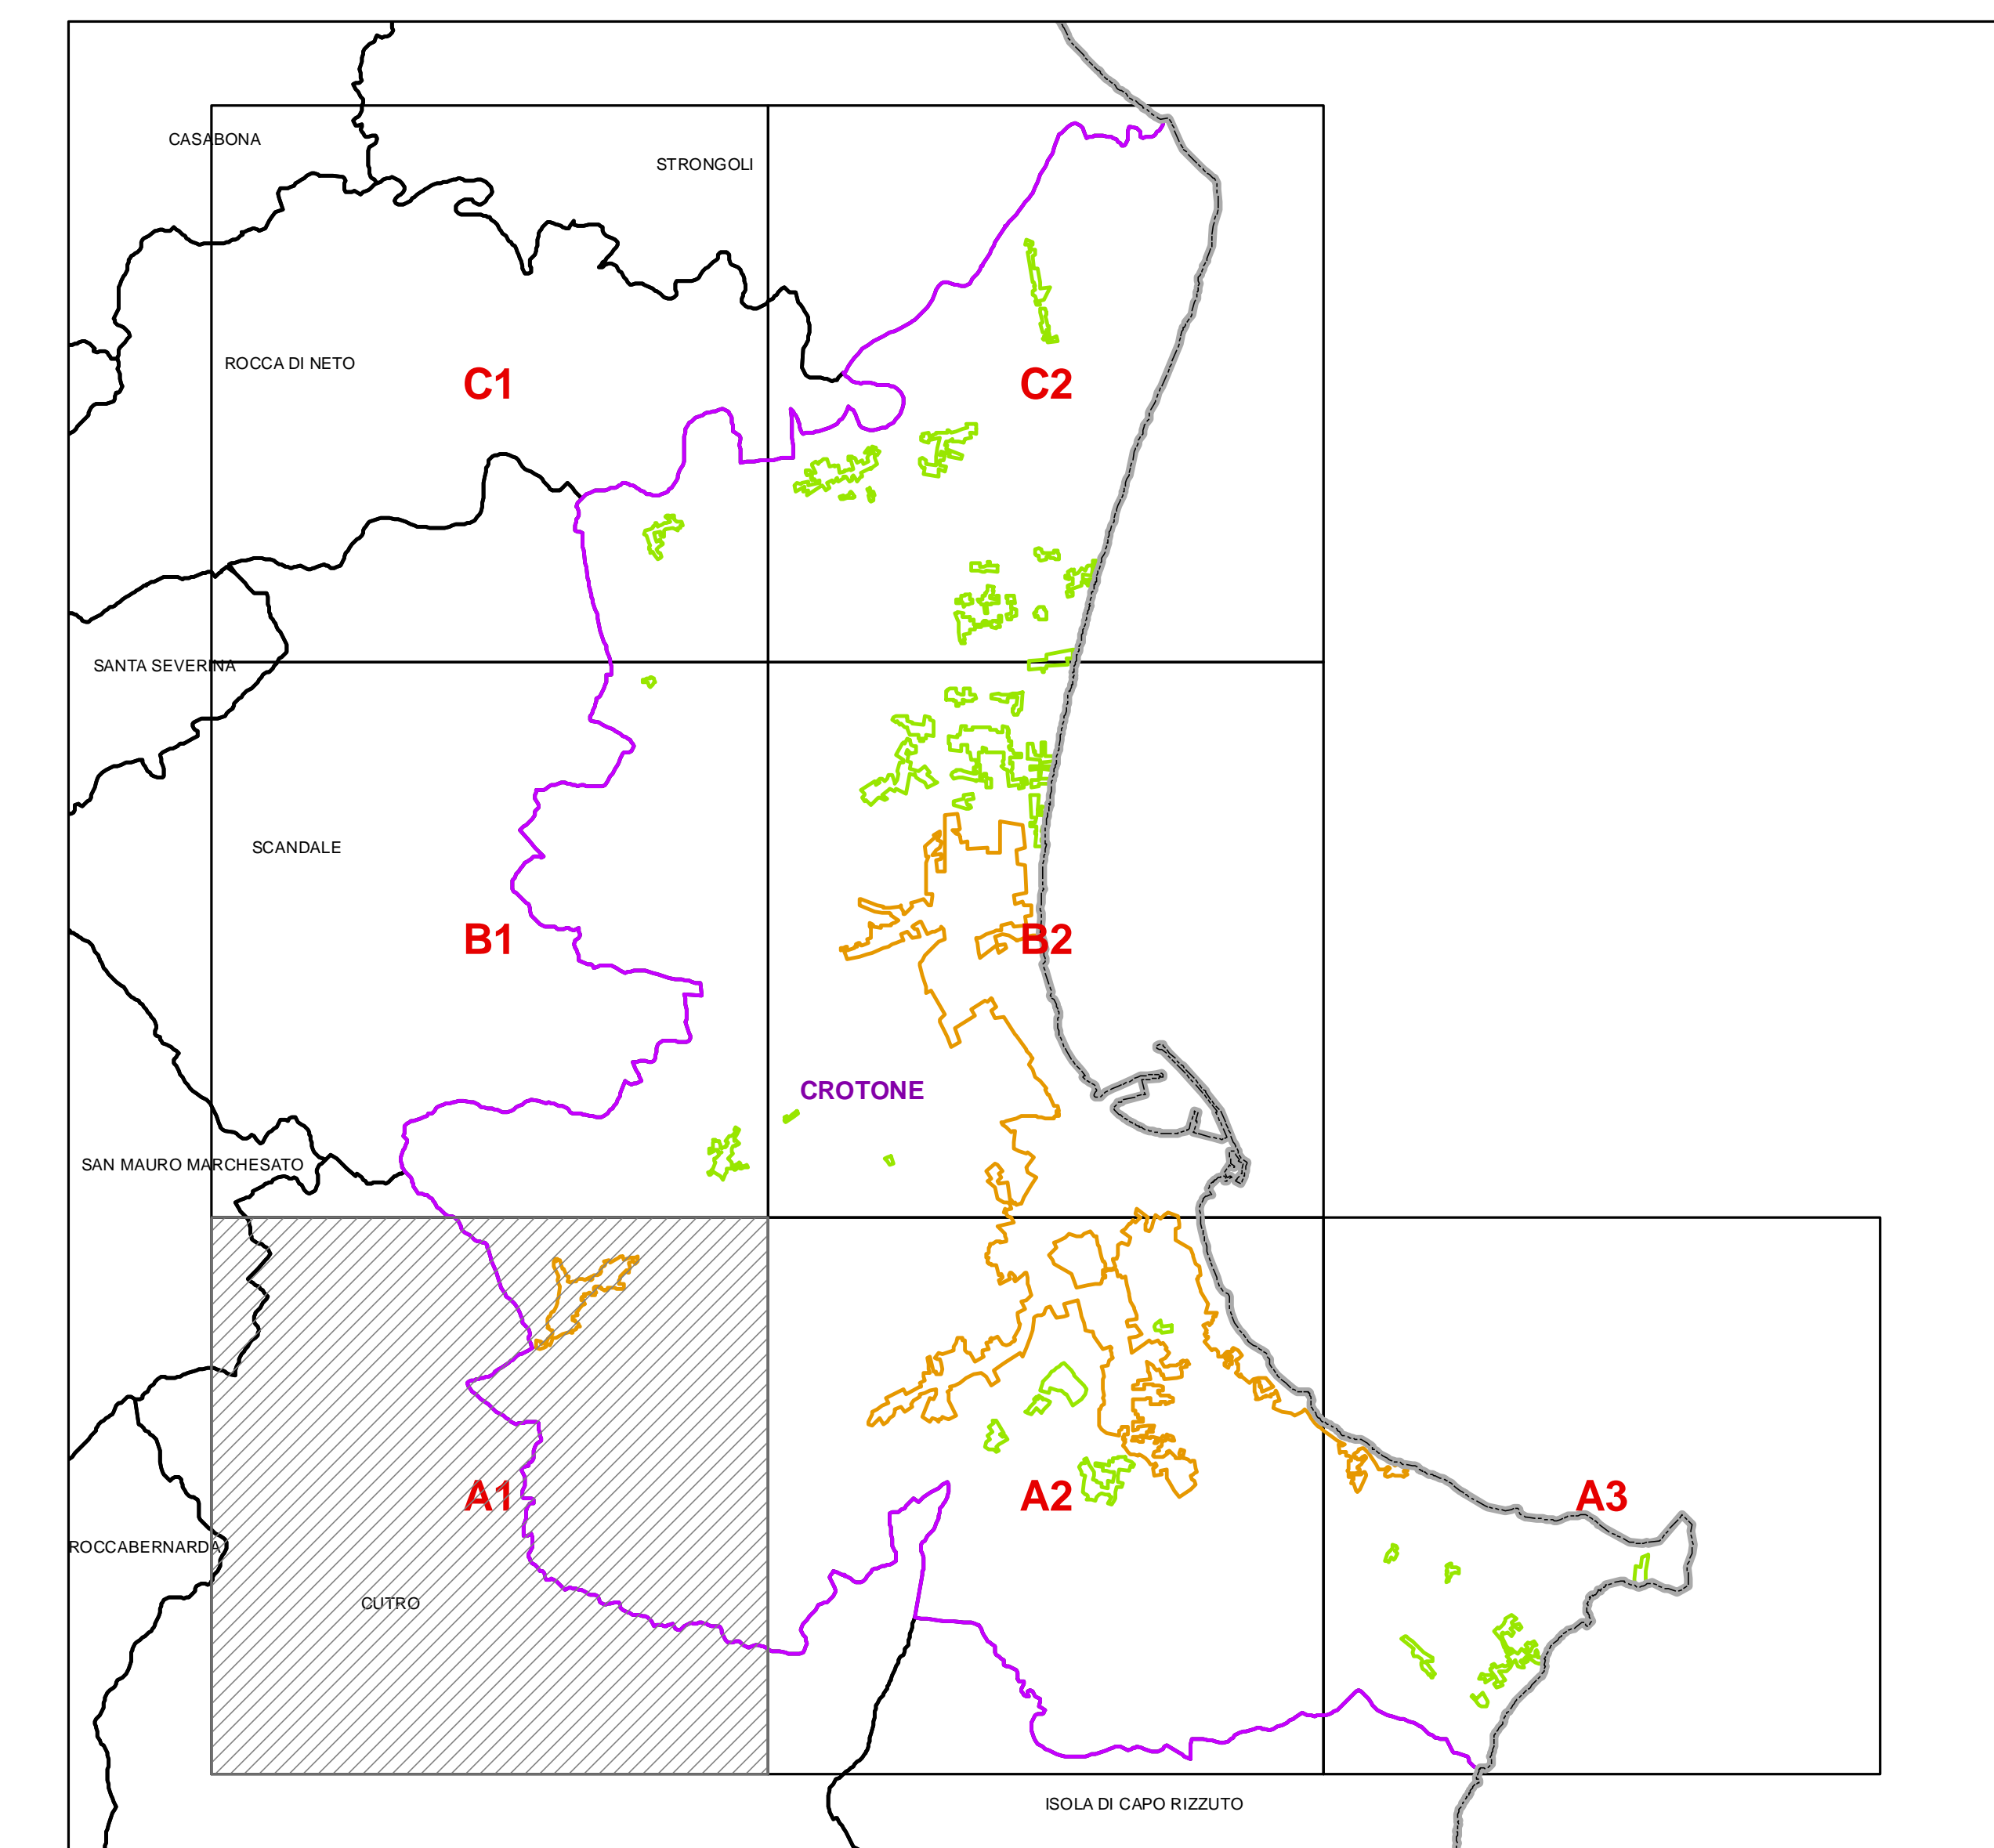 CASABONA
STRONGOLI
ROCCA DI NETO
C1
C2
SANTA SEVERINA
SCANDALE
B1
B2
CROTONE
SAN MAURO MARCHESATO
A1
A2
A3
ROCCABERNARDA
CUTRO
ISOLA DI CAPO RIZZUTO